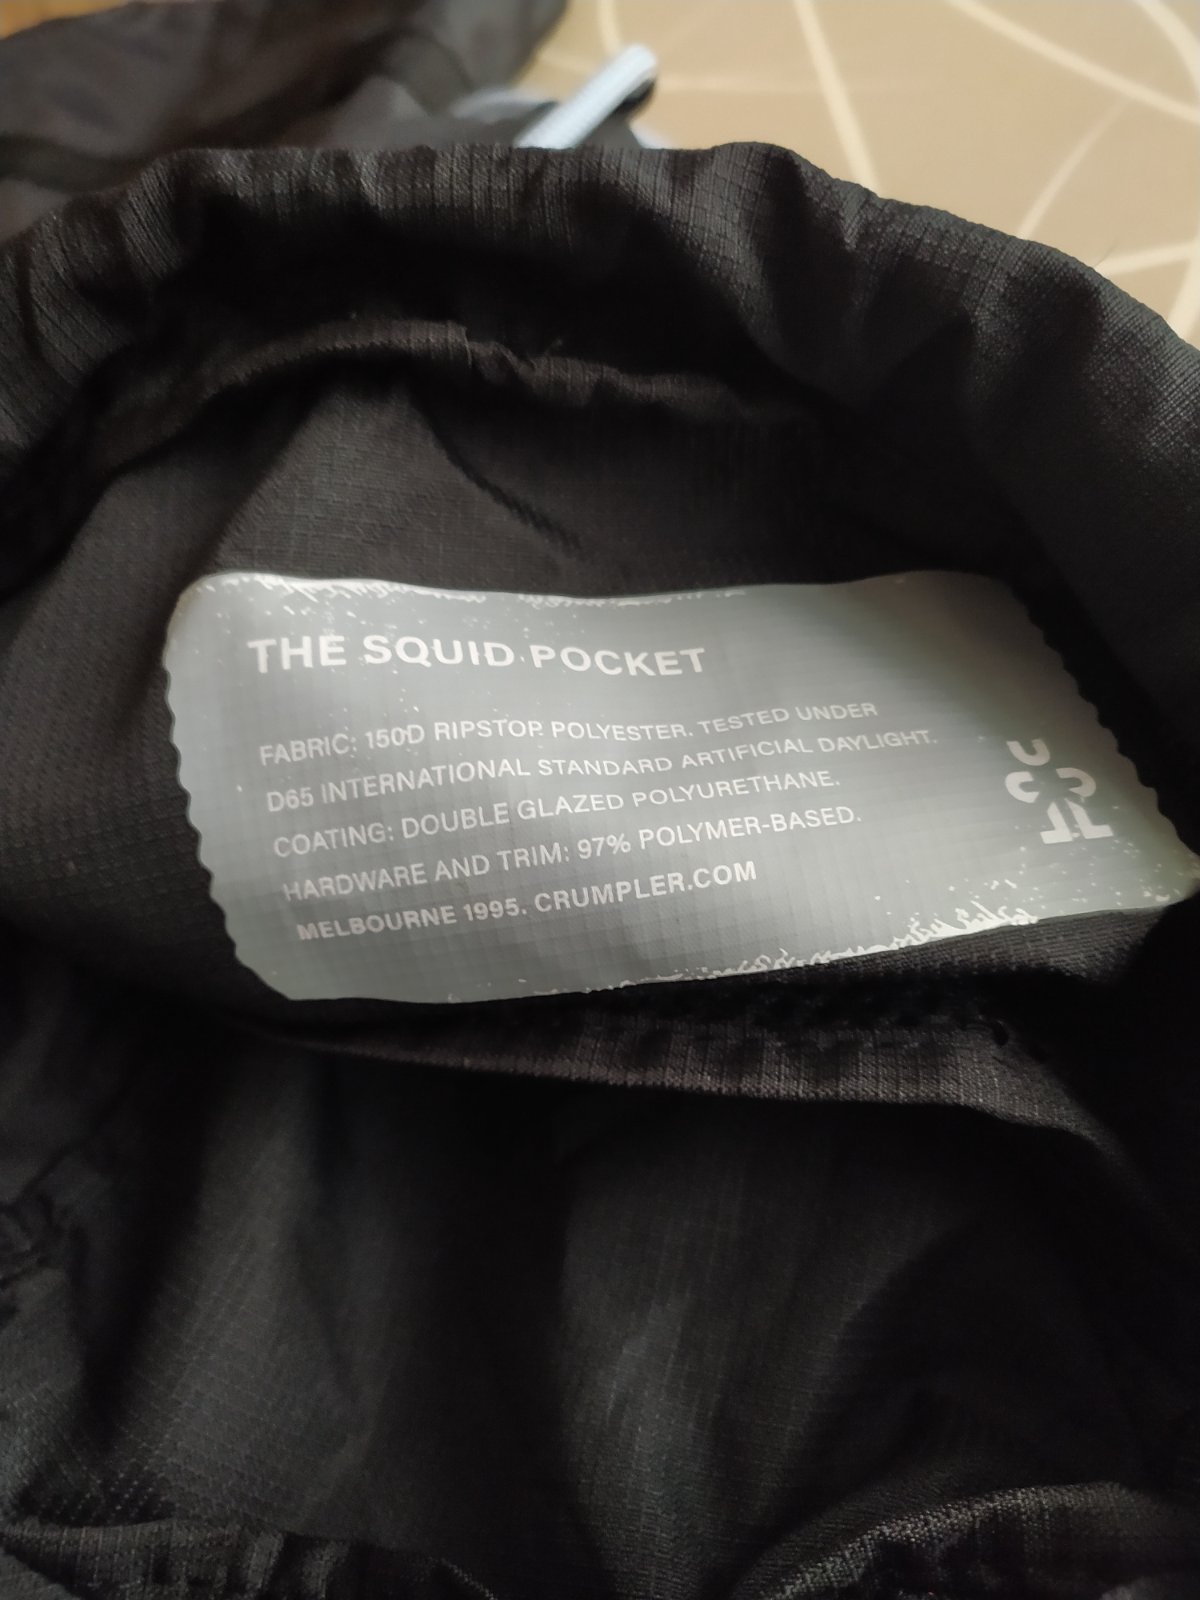 THE SQUID POCKET
FABRIC: 150D RIPSTOP POLYESTER. TESTED UNDER
D65 INTERNATIONAL STANDARD ARTIFICIAL DAYLIGHT.
COATING: DOUBLE GLAZED POLYURETHANE.
HARDWARE AND TRIM: 97% POLYMER-BASED.
MELBOURNE 1995. CRUMPLER.COM